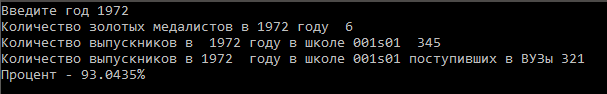 Введите год 1972
Количество золотых медалистов в 1972 году  6
Количество выпускников в  1972 году в школе 001s01  345
Количество выпускников в 1972  году в школе 001s01 поступивших в ВУЗы 321
Процент - 93.0435%